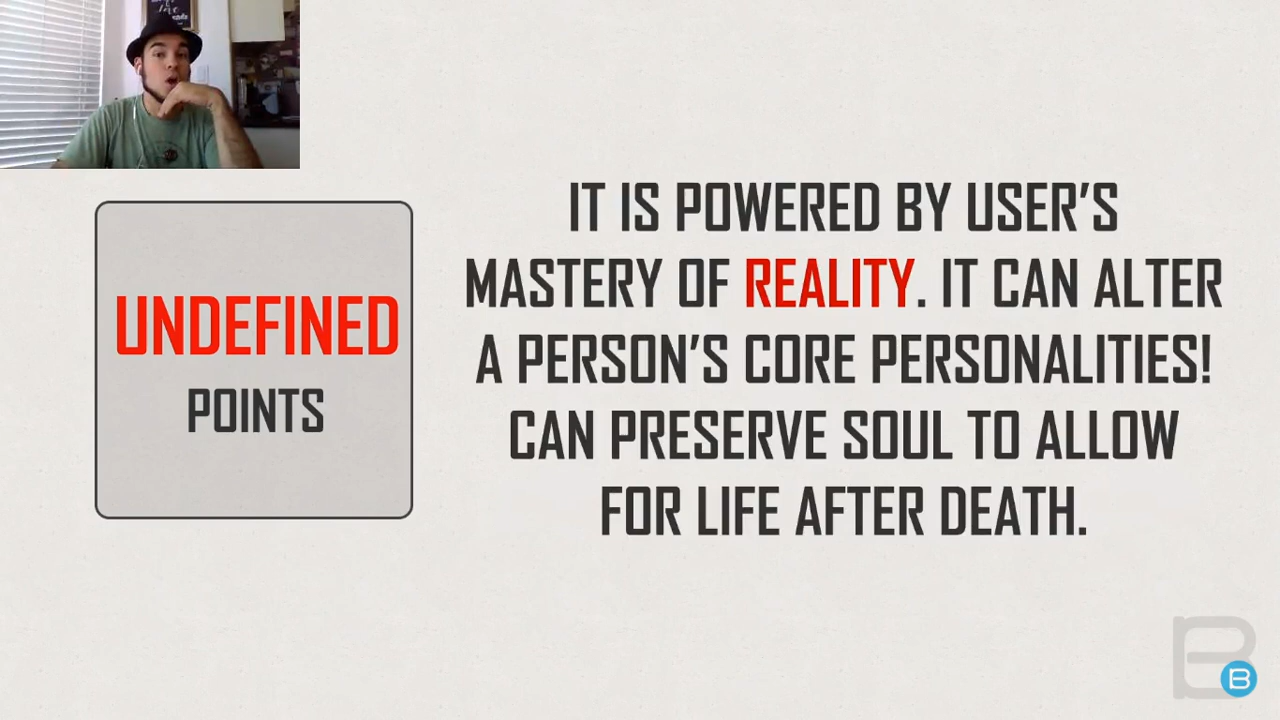 UNDEFINED
POINTS
IT IS POWERED BY USER'S
MASTERY OF REALITY. IT CAN ALTER
A PERSON'S CORE PERSONALITIES!
CAN PRESERVE SOUL TO ALLOW
FOR LIFE AFTER DEATH.
B
B